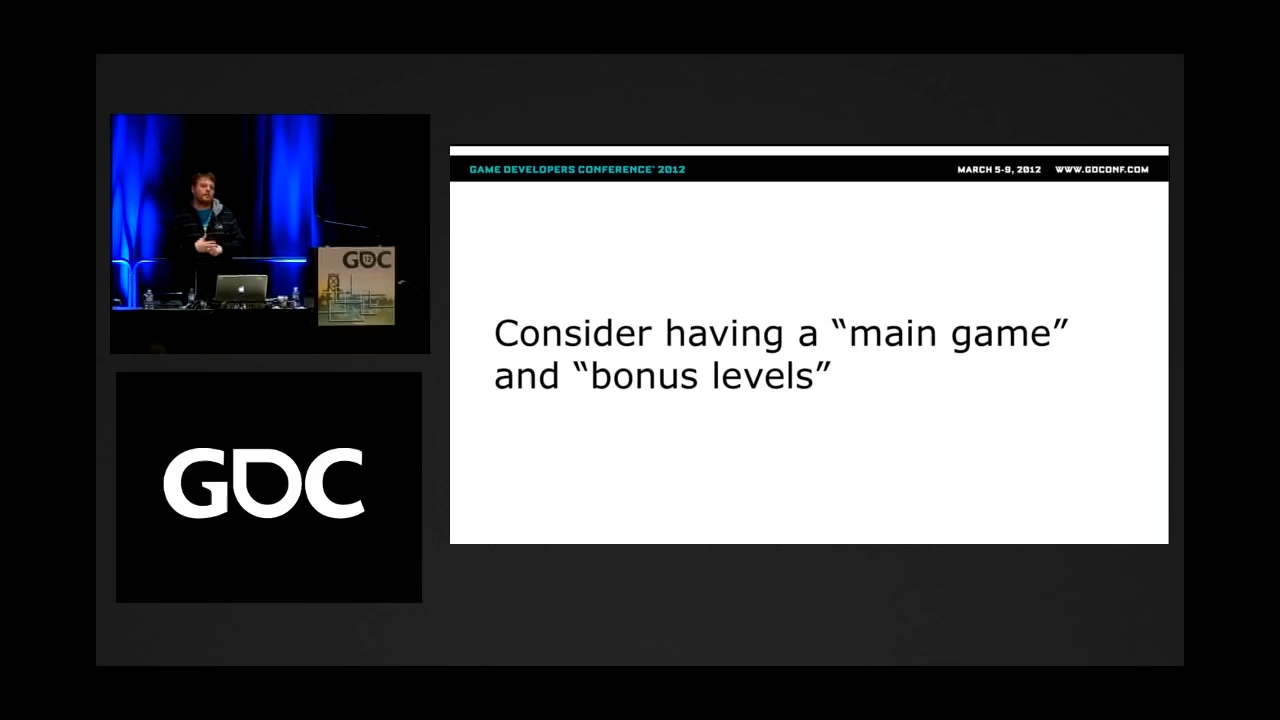 GAME DEVELOPERS CONFERENCE® 2012
MARCH 5-9, 2012 WWW.GDCONF.COM
Consider having a “main game”
and “bonus levels”
GDC
12
GDC